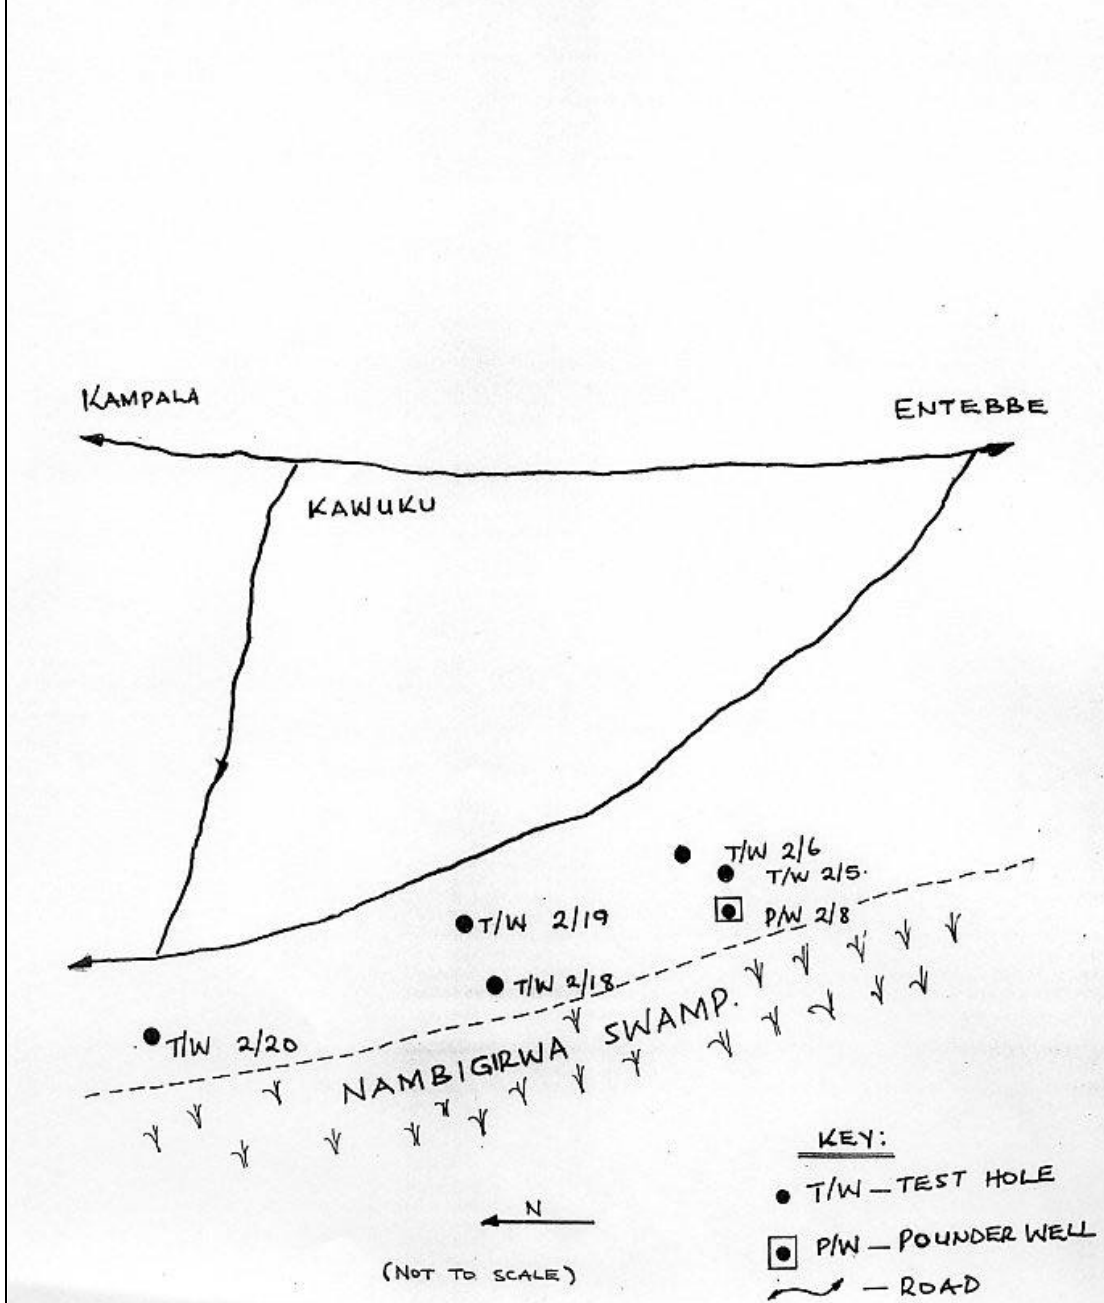 KAMPALA
ENTEBBE
KAWUKU
T/W 2/6
T/W 2/5.
P/W 2/8
T/W 2/19
T/W 2/18
T/W 2/20
NAMBIGIRWA SWAMP.
KEY:
T/W — TEST HOLE
N
P/W — POUNDER WELL
(NOT TO SCALE)
— ROAD